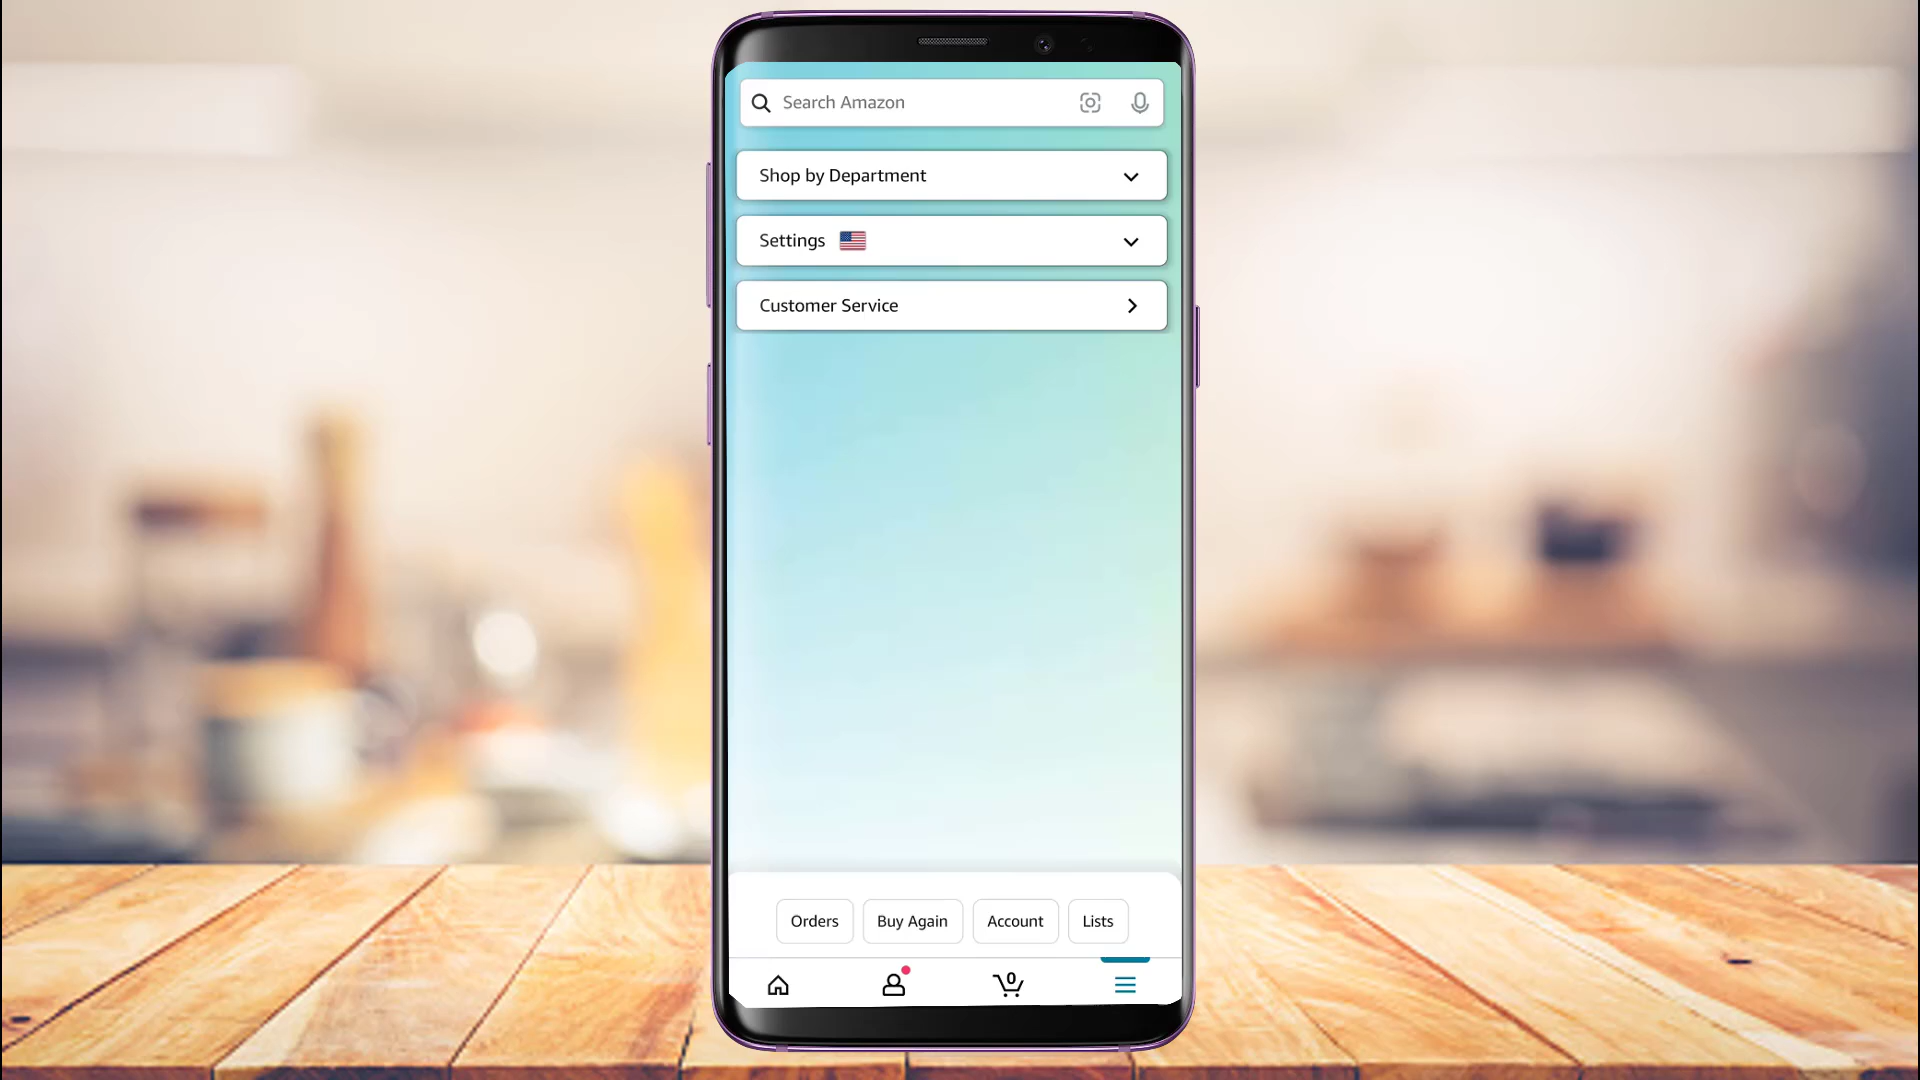 Search Amazon
Shop by Department
Settings
Customer Service
Orders
Buy Again
Account
Lists
0